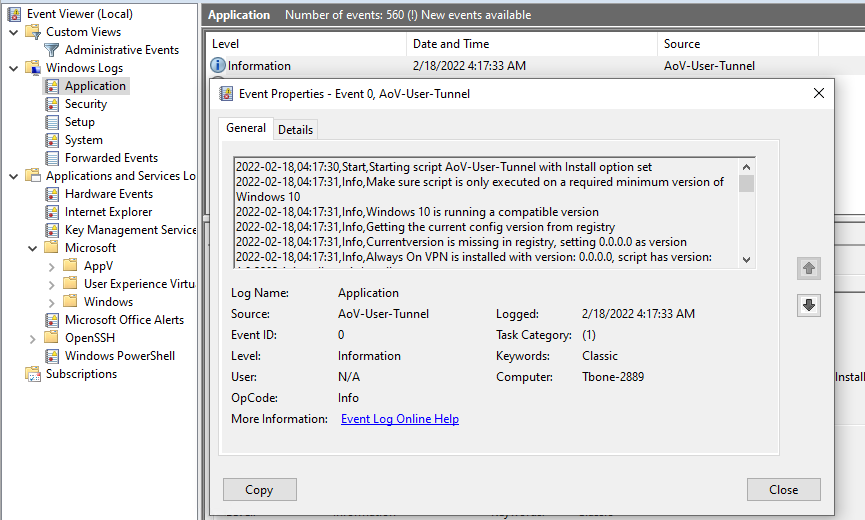 Event Viewer (Local)
Custom Views
Administrative Events
Windows Logs
Application
Security
Setup
System
Forwarded Events
Applications and Services Lo
Hardware Events
Internet Explorer
Key Management Service
Microsoft
AppV
User Experience Virtu
Windows
Microsoft Office Alerts
OpenSSH
Windows PowerShell
Subscriptions
Application Number of events: 560 (!) New events available
Level Date and Time Source
Information 2/18/2022 4:17:33 AM AoV-User-Tunnel
Event Properties - Event 0, AoV-User-Tunnel
General Details
2022-02-18,04:17:30,Start,Starting script AoV-User-Tunnel with Install option set
2022-02-18,04:17:31,Info,Make sure script is only executed on a required minimum version of
Windows 10
2022-02-18,04:17:31,Info,Windows 10 is running a compatible version
2022-02-18,04:17:31,Info,Getting the current config version from registry
2022-02-18,04:17:31,Info,Currentversion is missing in registry, setting 0.0.0.0 as version
2022-02-18,04:17:31,Info,Always On VPN is installed with version: 0.0.0.0, script has version:
Log Name: Application
Source: AoV-User-Tunnel Logged: 2/18/2022 4:17:33 AM
Event ID: 0 Task Category: (1)
Level: Information Keywords: Classic
User: N/A Computer: Tbone-2889
OpCode: Info
More Information: Event Log Online Help
Install
Copy Close